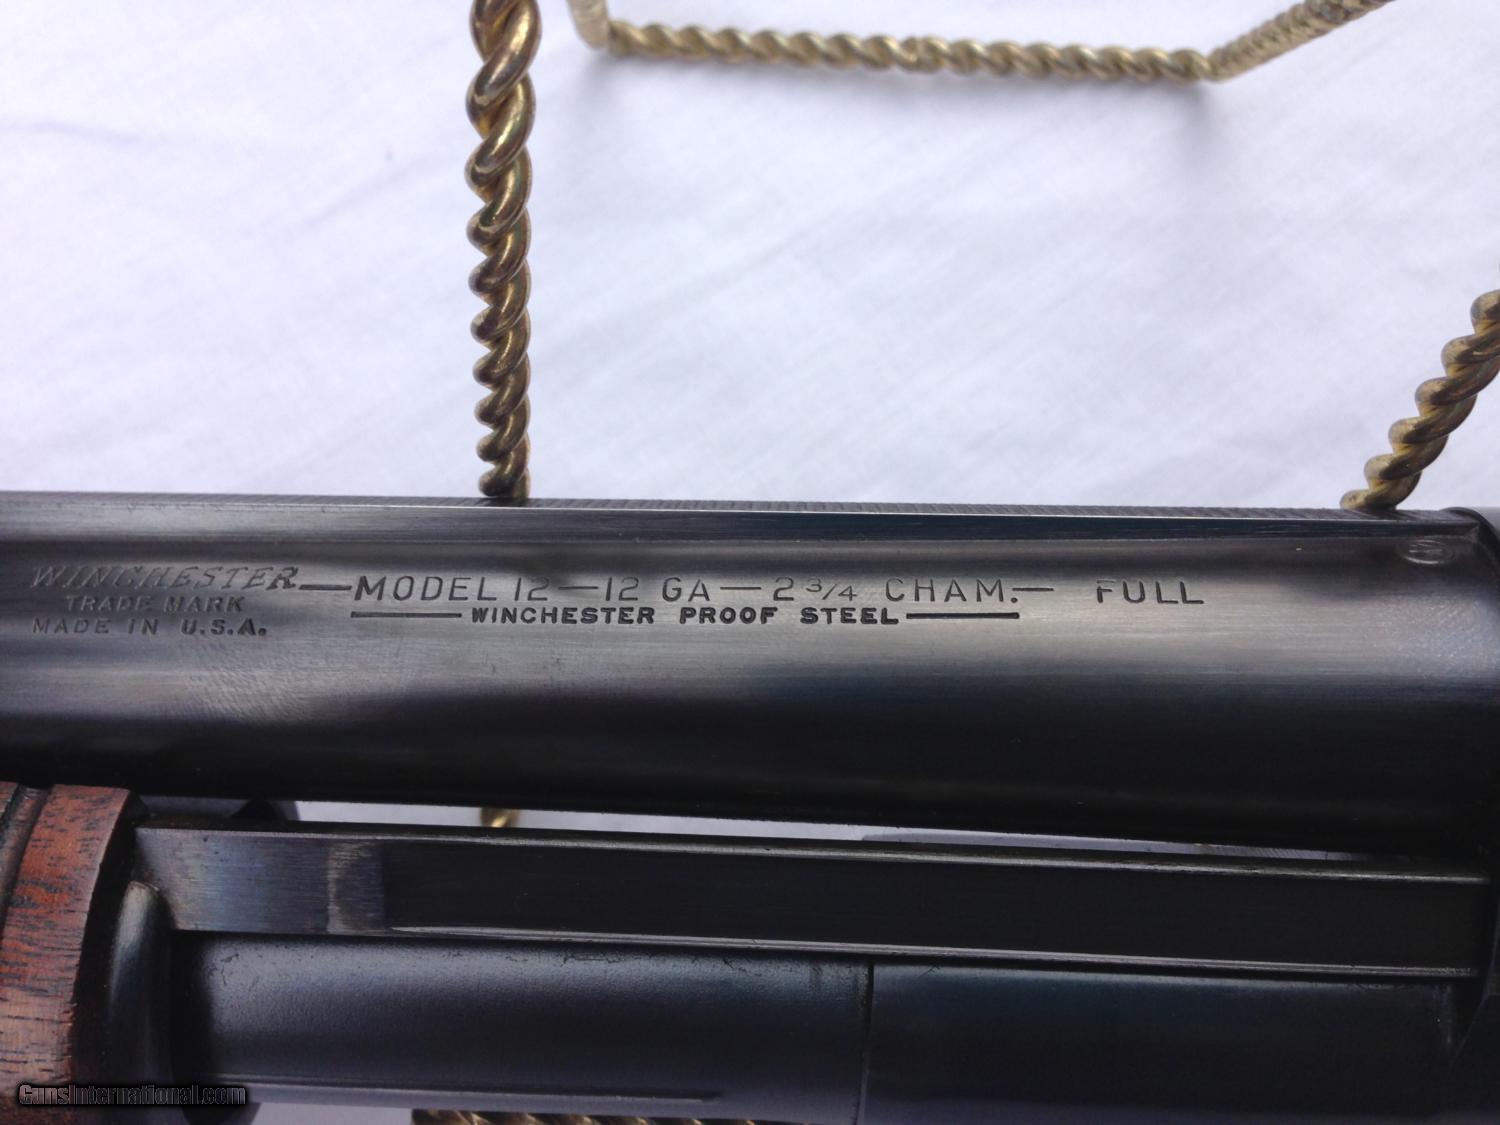 WINCHESTER—MODEL 12—12 GA—2 3/4 CHAM.— FULL
TRADE MARK
WINCHESTER PROOF STEEL
MADE IN U.S.A.
GunsInternational.com